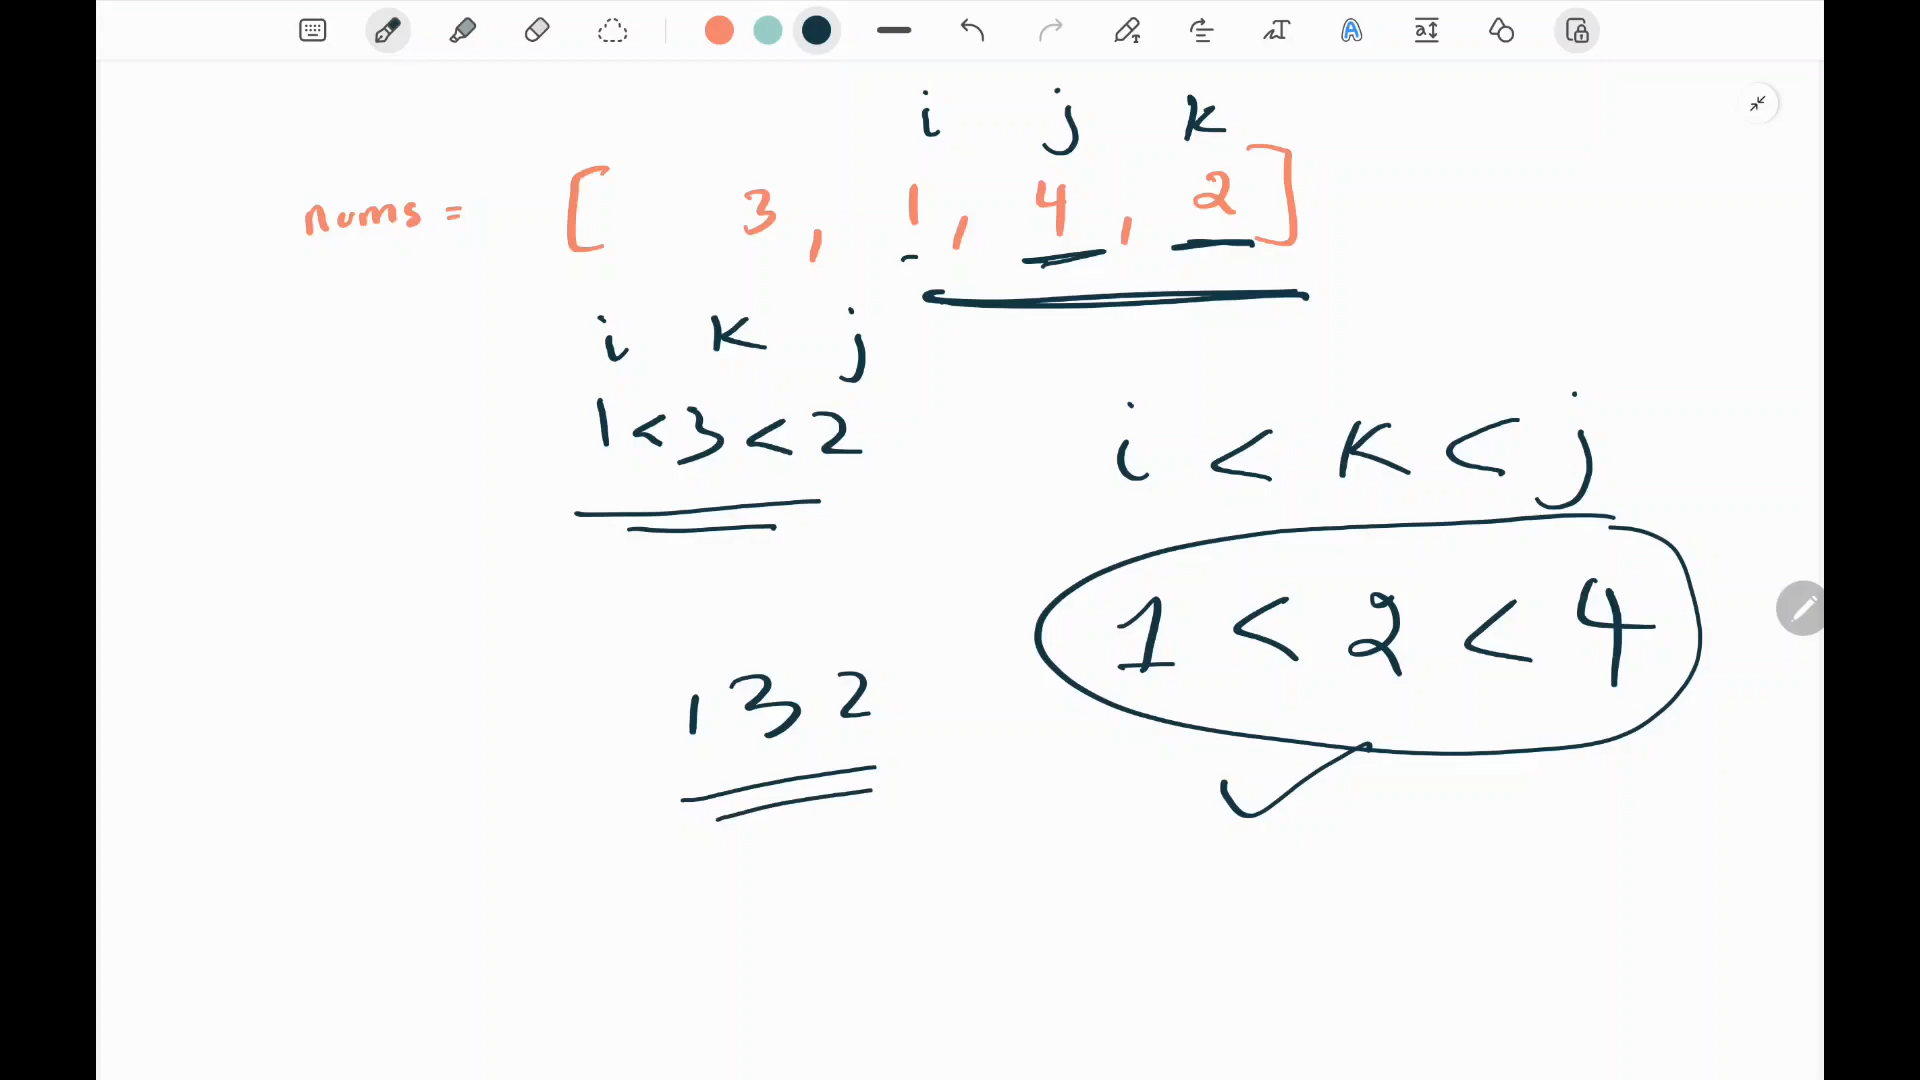 i j k
nums = [ 3, 1, 4, 2]
i k j
1<3<2
i < k < j
1 < 2 < 4
132